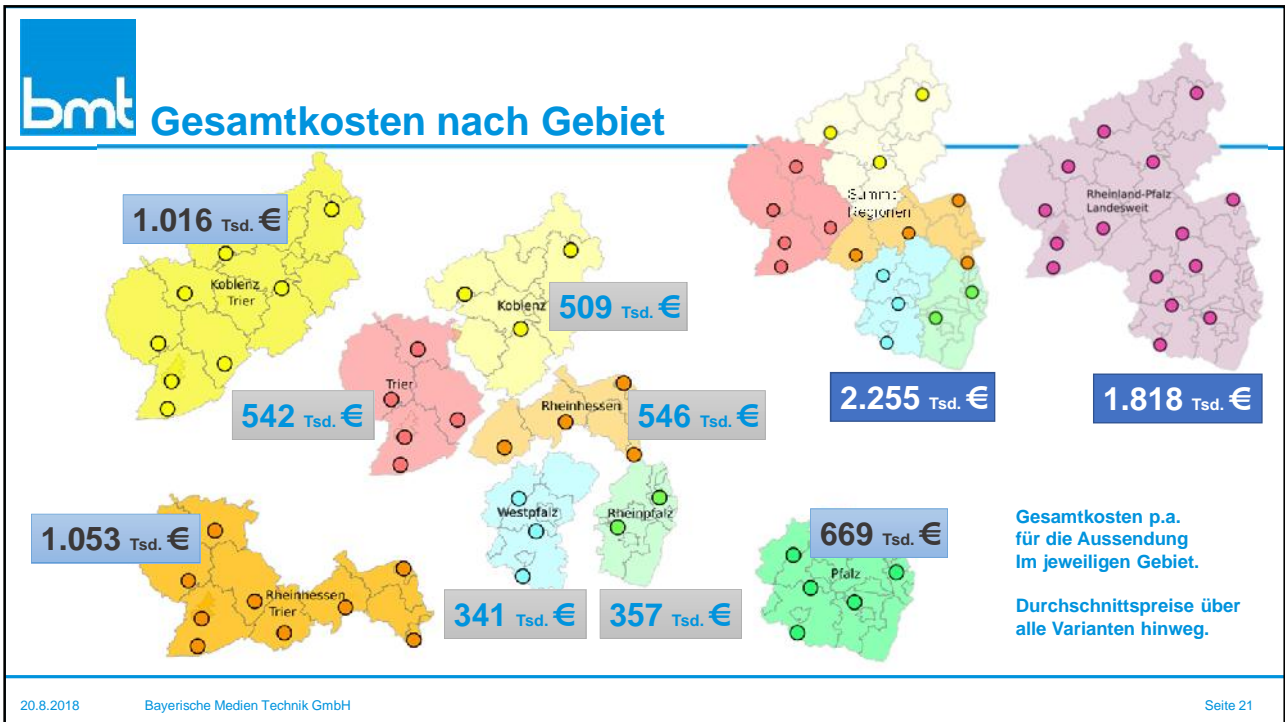 bmt
Gesamtkosten nach Gebiet
1.016 Tsd. €
Koblenz
Trier
Koblenz
509 Tsd. €
Trier
542 Tsd. €
Rheinhessen
546 Tsd. €
Summe
Regionen
2.255 Tsd. €
Rheinland-Pfalz
Landesweit
1.818 Tsd. €
1.053 Tsd. €
Rheinhessen
Trier
Westpfalz
341 Tsd. €
Rheinpfalz
357 Tsd. €
669 Tsd. €
Pfalz
Gesamtkosten p.a.
für die Aussendung
Im jeweiligen Gebiet.
Durchschnittspreise über
alle Varianten hinweg.
20.8.2018
Bayerische Medien Technik GmbH
Seite 21